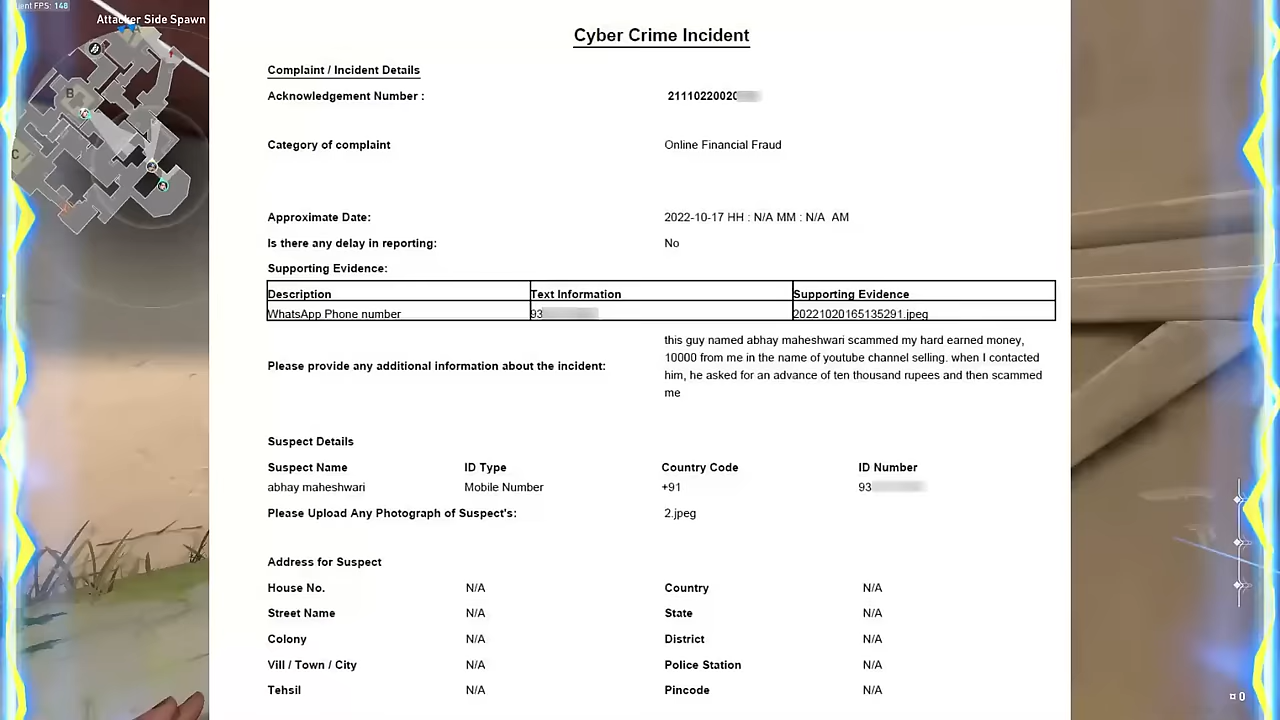 ent FPS: 148
Attacker Side Spawn
B
C
Cyber Crime Incident
Complaint / Incident Details
Acknowledgement Number : 2111022002
Category of complaint Online Financial Fraud
Approximate Date: 2022-10-17 HH : N/A MM : N/A AM
Is there any delay in reporting: No
Supporting Evidence:
Description Text Information Supporting Evidence
WhatsApp Phone number 93 20221020165135291.jpeg
Please provide any additional information about the incident:
this guy named abhay maheshwari scammed my hard earned money,
10000 from me in the name of youtube channel selling. when I contacted
him, he asked for an advance of ten thousand rupees and then scammed
me
Suspect Details
Suspect Name ID Type Country Code ID Number
abhay maheshwari Mobile Number +91 93
Please Upload Any Photograph of Suspect's: 2.jpeg
Address for Suspect
House No. N/A Country N/A
Street Name N/A State N/A
Colony N/A District N/A
Vill / Town / City N/A Police Station N/A
Tehsil N/A Pincode N/A
¤ 0